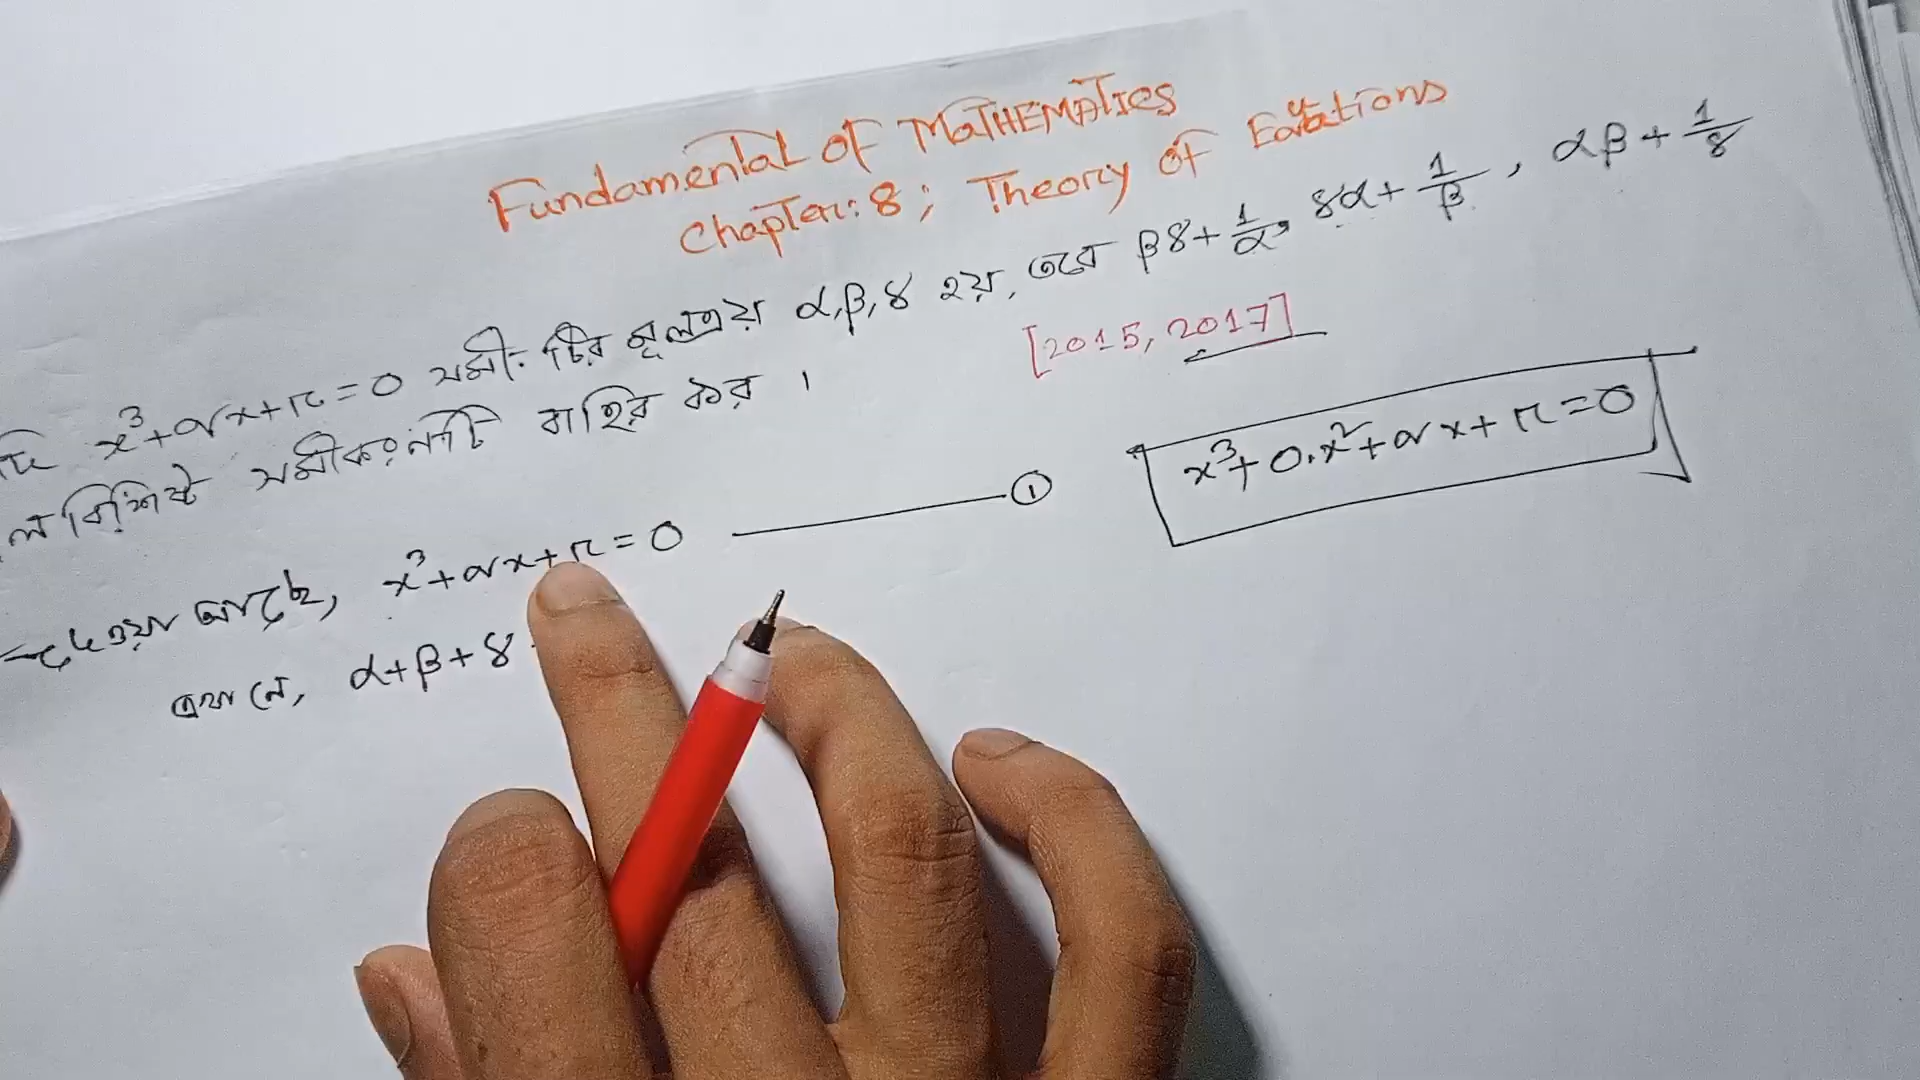 Fundamental of MaTHEMATIcs
Chapter: 8; Theory of Equations
x³+qx+r=0 সমী: টির মূলত্রয় α,β,γ হয়, তবে βγ+1/α, γα+1/β, αβ+1/γ
বিশিষ্ট সমীকরণটি বাহির কর ।
[2015, 2017]
দেওয়া আছে, x³+qx+r=0 ——— ①
x³+0.x²+qx+r=0
এখানে, α+β+γ